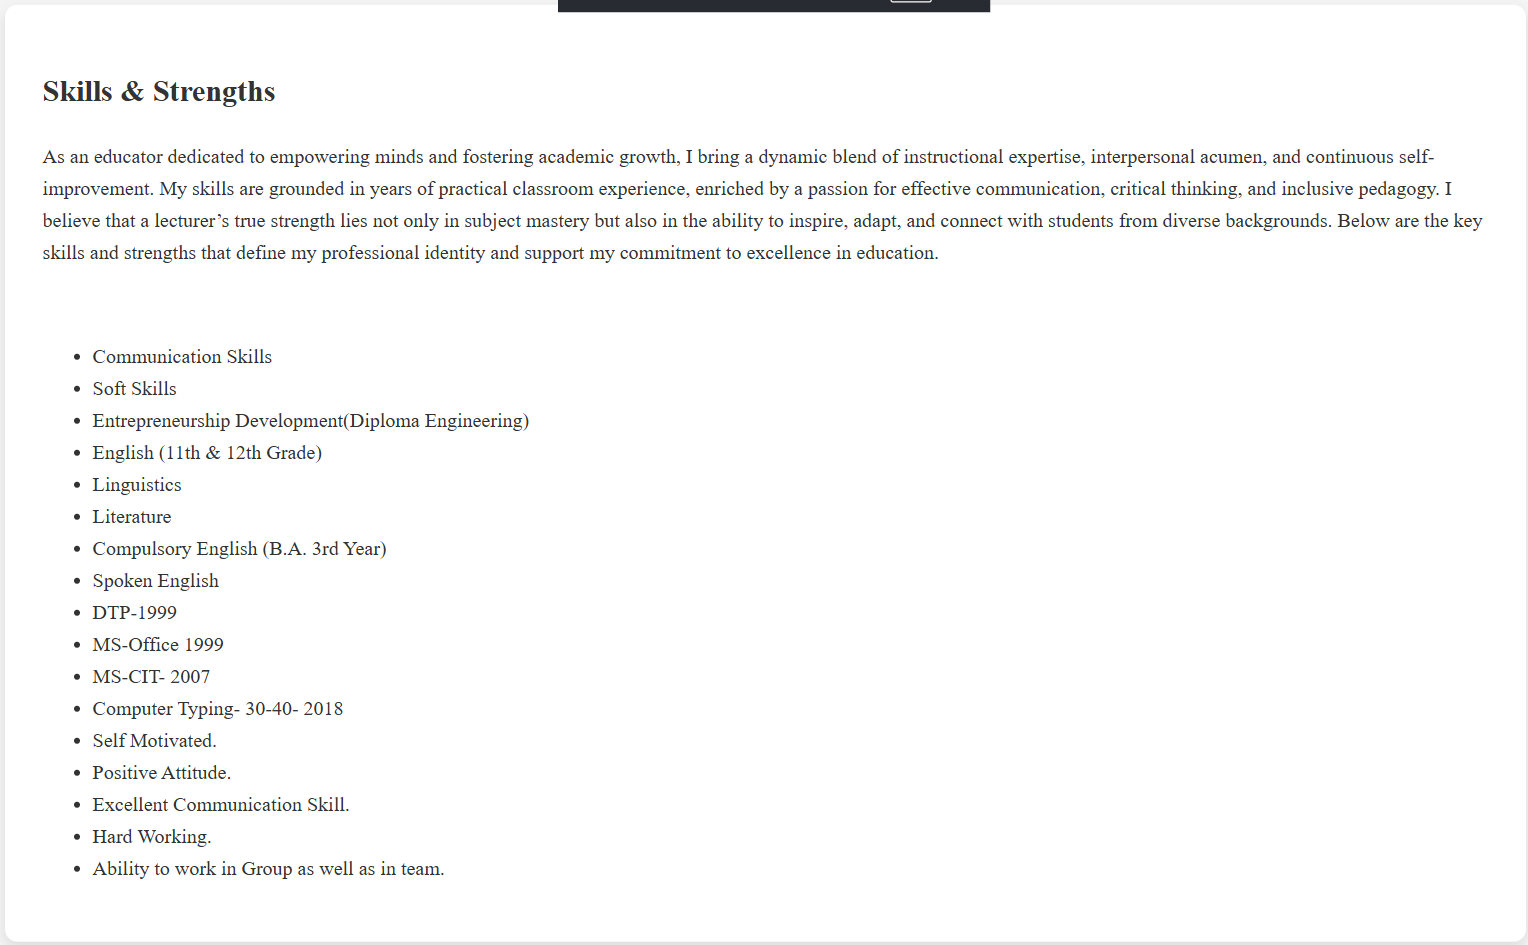 Skills & Strengths
As an educator dedicated to empowering minds and fostering academic growth, I bring a dynamic blend of instructional expertise, interpersonal acumen, and continuous self-
improvement. My skills are grounded in years of practical classroom experience, enriched by a passion for effective communication, critical thinking, and inclusive pedagogy. I
believe that a lecturer’s true strength lies not only in subject mastery but also in the ability to inspire, adapt, and connect with students from diverse backgrounds. Below are the key
skills and strengths that define my professional identity and support my commitment to excellence in education.
• Communication Skills
• Soft Skills
• Entrepreneurship Development(Diploma Engineering)
• English (11th & 12th Grade)
• Linguistics
• Literature
• Compulsory English (B.A. 3rd Year)
• Spoken English
• DTP-1999
• MS-Office 1999
• MS-CIT- 2007
• Computer Typing- 30-40- 2018
• Self Motivated.
• Positive Attitude.
• Excellent Communication Skill.
• Hard Working.
• Ability to work in Group as well as in team.